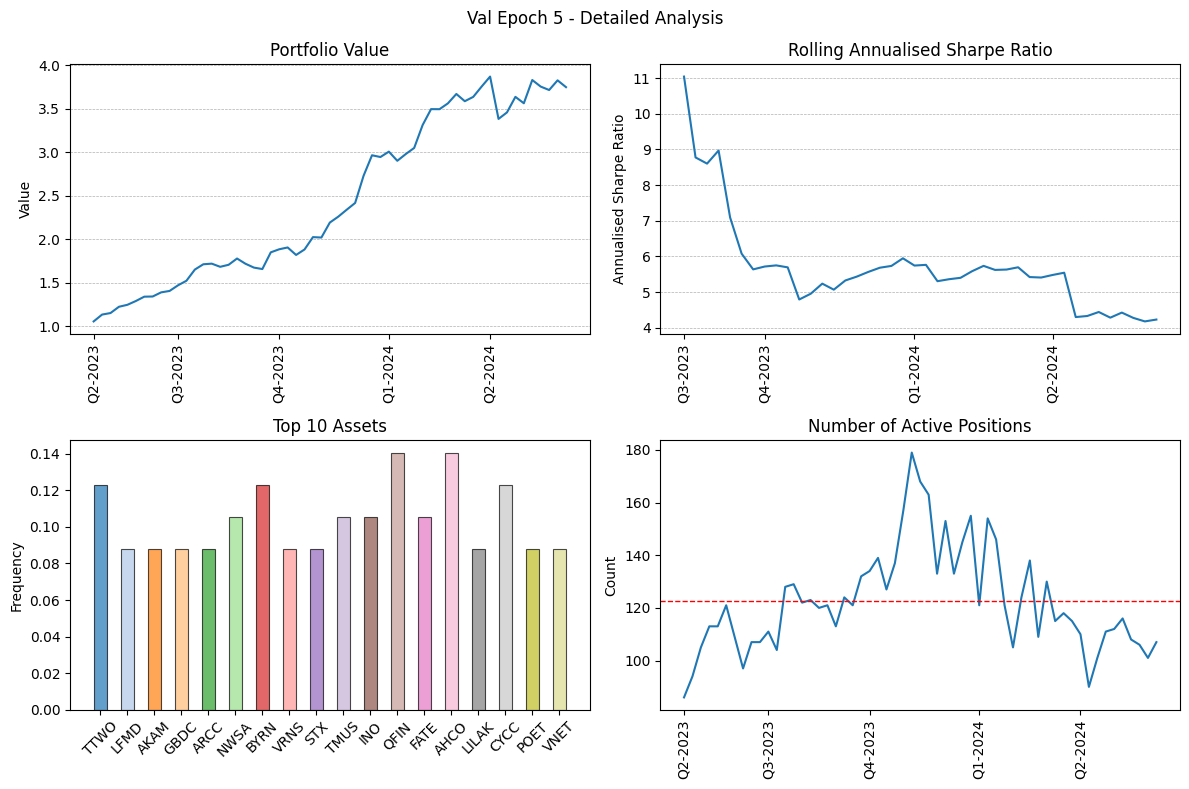 Val Epoch 5 - Detailed Analysis
Portfolio Value
Value
4.0
3.5
3.0
2.5
2.0
1.5
1.0
Q2-2023
Q3-2023
Q4-2023
Q1-2024
Q2-2024
Rolling Annualised Sharpe Ratio
Annualised Sharpe Ratio
11
10
9
8
7
6
5
4
Q3-2023
Q4-2023
Q1-2024
Q2-2024
Top 10 Assets
Frequency
0.14
0.12
0.10
0.08
0.06
0.04
0.02
0.00
TTWO
LFMD
AKAM
GBDC
ARCC
NWSA
BYRN
VRNS
STX
TMUS
INO
QFIN
FATE
AHCO
LILAK
CYCC
POET
VNET
Number of Active Positions
Count
180
160
140
120
100
Q2-2023
Q3-2023
Q4-2023
Q1-2024
Q2-2024